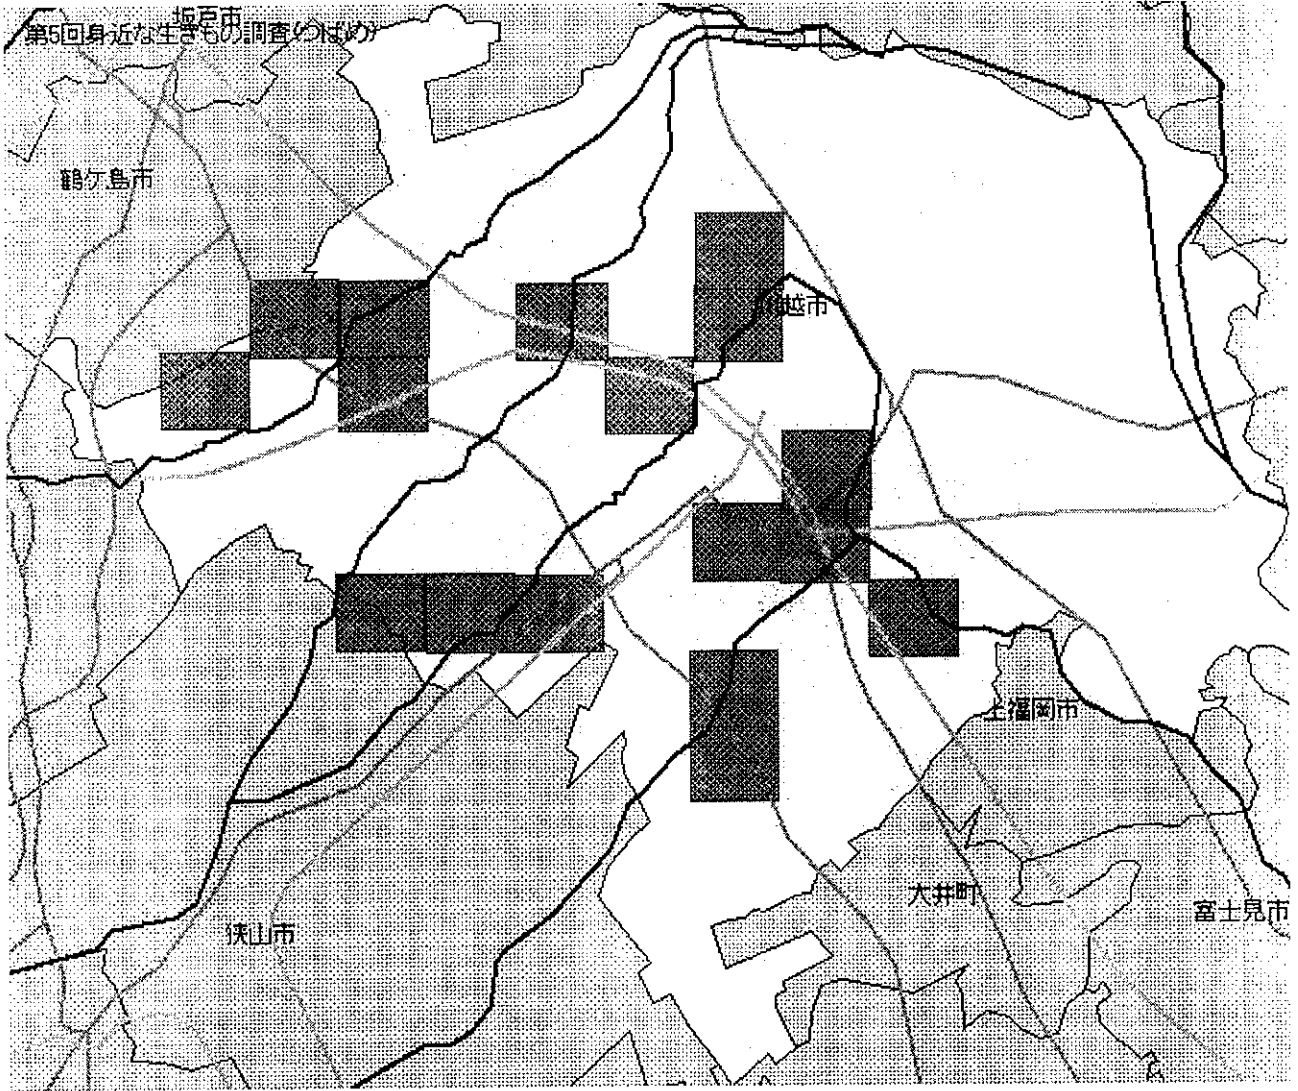 坂戸市
第5回身近な生きもの調査(つばめ)
鶴ケ島市
川越市
上福岡市
大井町
富士見市
狭山市